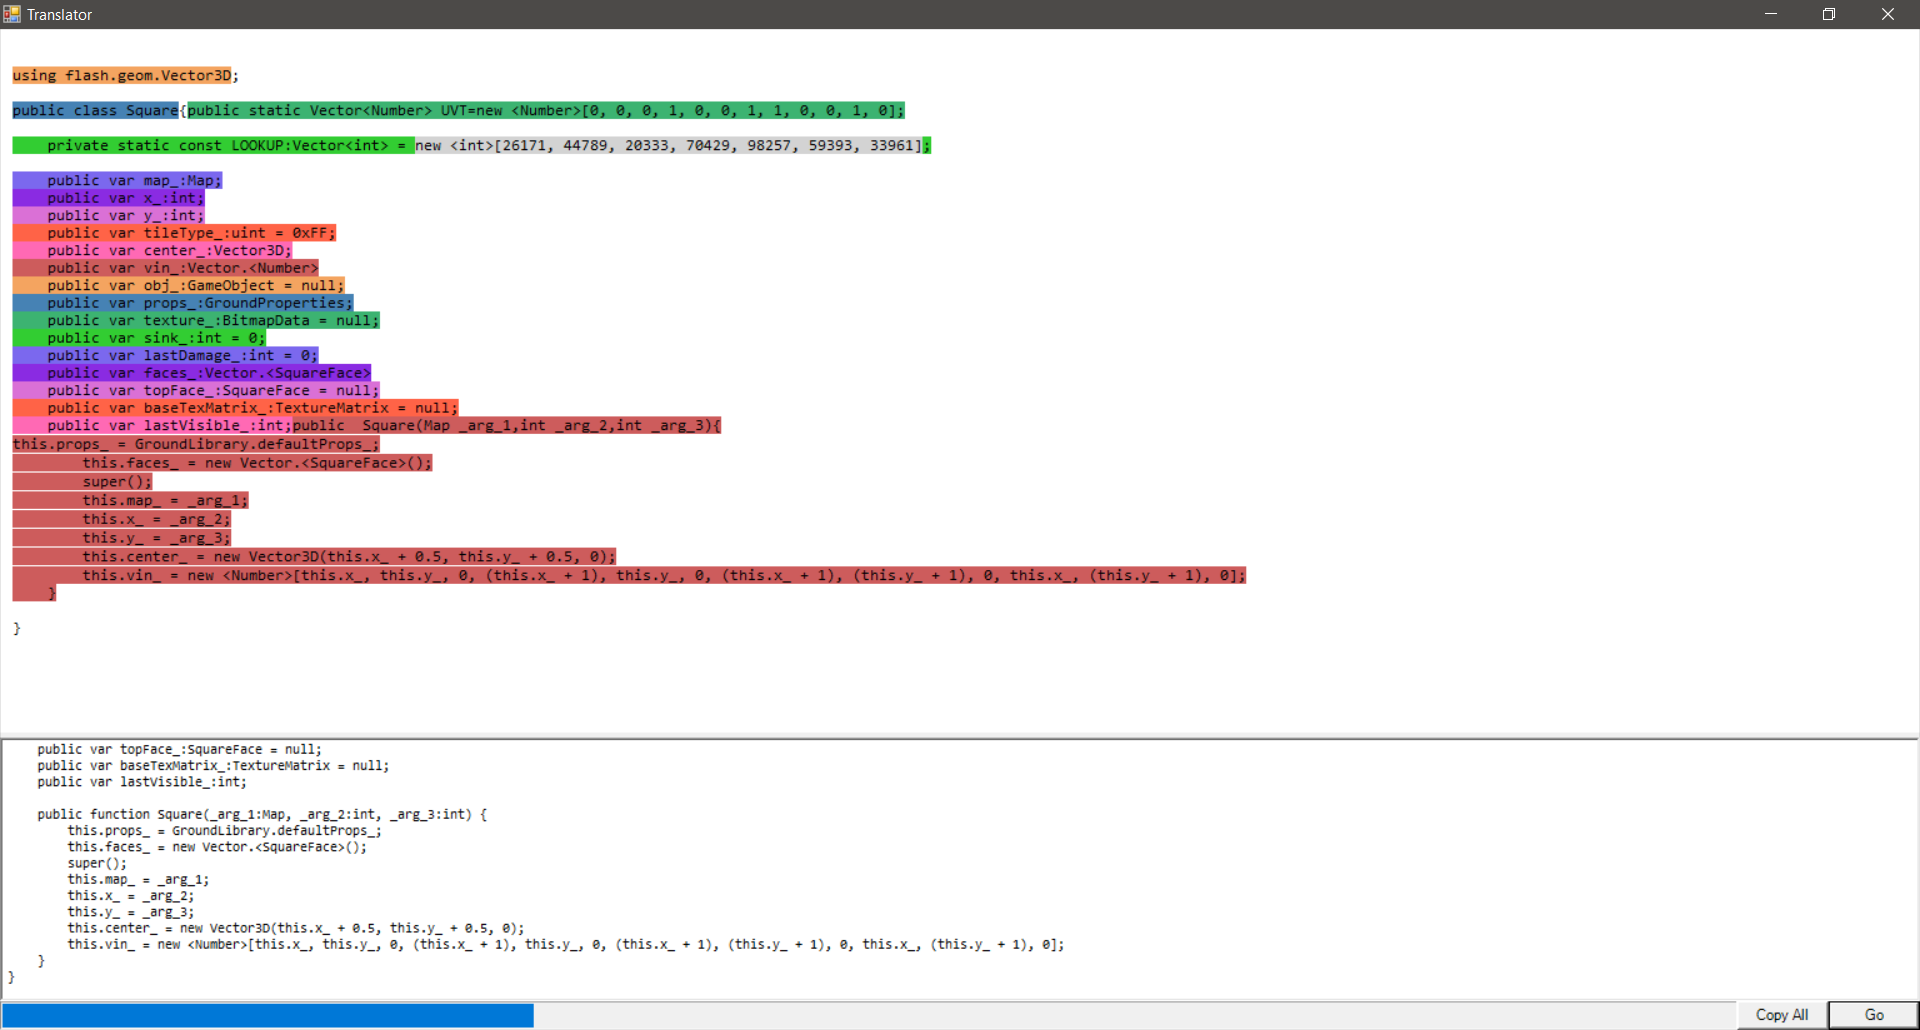 Translator
using flash.geom.Vector3D;
public class Square{public static Vector<Number> UVT=new <Number>[0, 0, 0, 1, 0, 0, 1, 1, 0, 0, 1, 0];
    private static const LOOKUP:Vector<int> = new <int>[26171, 44789, 20333, 70429, 98257, 59393, 33961];
    public var map_:Map;
    public var x_:int;
    public var y_:int;
    public var tileType_:uint = 0xFF;
    public var center_:Vector3D;
    public var vin_:Vector.<Number>
    public var obj_:GameObject = null;
    public var props_:GroundProperties;
    public var texture_:BitmapData = null;
    public var sink_:int = 0;
    public var lastDamage_:int = 0;
    public var faces_:Vector.<SquareFace>
    public var topFace_:SquareFace = null;
    public var baseTexMatrix_:TextureMatrix = null;
    public var lastVisible_:int;public  Square(Map _arg_1,int _arg_2,int _arg_3){
this.props_ = GroundLibrary.defaultProps_;
        this.faces_ = new Vector.<SquareFace>();
        super();
        this.map_ = _arg_1;
        this.x_ = _arg_2;
        this.y_ = _arg_3;
        this.center_ = new Vector3D(this.x_ + 0.5, this.y_ + 0.5, 0);
        this.vin_ = new <Number>[this.x_, this.y_, 0, (this.x_ + 1), this.y_, 0, (this.x_ + 1), (this.y_ + 1), 0, this.x_, (this.y_ + 1), 0];
    }
}
    public var topFace_:SquareFace = null;
    public var baseTexMatrix_:TextureMatrix = null;
    public var lastVisible_:int;
    public function Square(_arg_1:Map, _arg_2:int, _arg_3:int) {
        this.props_ = GroundLibrary.defaultProps_;
        this.faces_ = new Vector.<SquareFace>();
        super();
        this.map_ = _arg_1;
        this.x_ = _arg_2;
        this.y_ = _arg_3;
        this.center_ = new Vector3D(this.x_ + 0.5, this.y_ + 0.5, 0);
        this.vin_ = new <Number>[this.x_, this.y_, 0, (this.x_ + 1), this.y_, 0, (this.x_ + 1), (this.y_ + 1), 0, this.x_, (this.y_ + 1), 0];
    }
}
Copy All Go